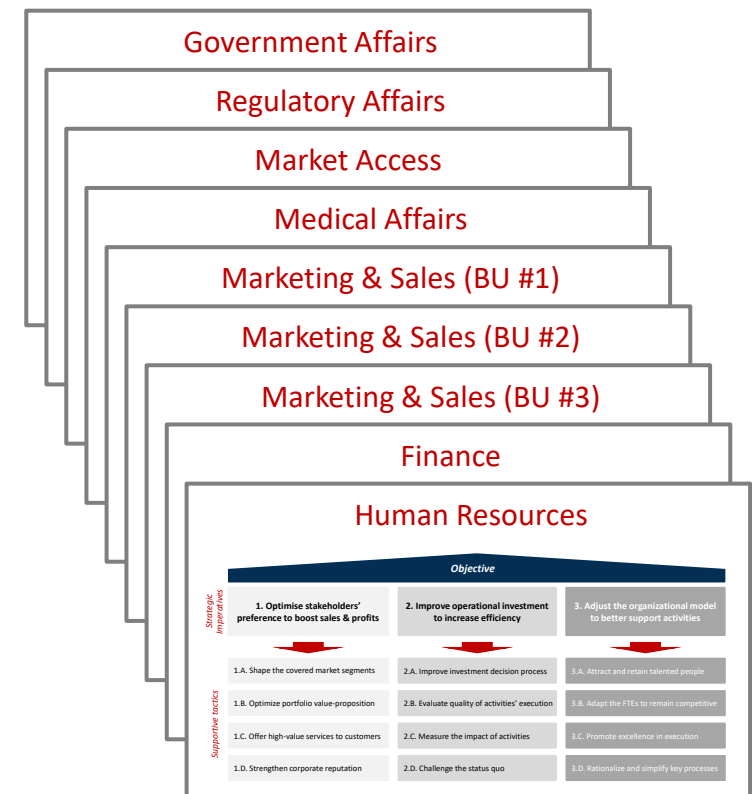 Government Affairs
Regulatory Affairs
Market Access
Medical Affairs
Marketing & Sales (BU #1)
Marketing & Sales (BU #2)
Marketing & Sales (BU #3)
Finance
Human Resources
Objective
Strategic
Imperatives
1. Optimise stakeholders'
preference to boost sales & profits
2. Improve operational investment
to increase efficiency
3. Adjust the organizational model
to better support activities
Supportive tactics
1.A. Shape the covered market segments
2.A. Improve investment decision process
3.A. Attract and retain talented people
1.B. Optimize portfolio value-proposition
2.B. Evaluate quality of activities' execution
3.B. Adapt the FTEs to remain competitive
1.C. Offer high-value services to customers
2.C. Measure the impact of activities
3.C. Promote excellence in execution
1.D. Strengthen corporate reputation
2.D. Challenge the status quo
3.D. Rationalize and simplify key processes